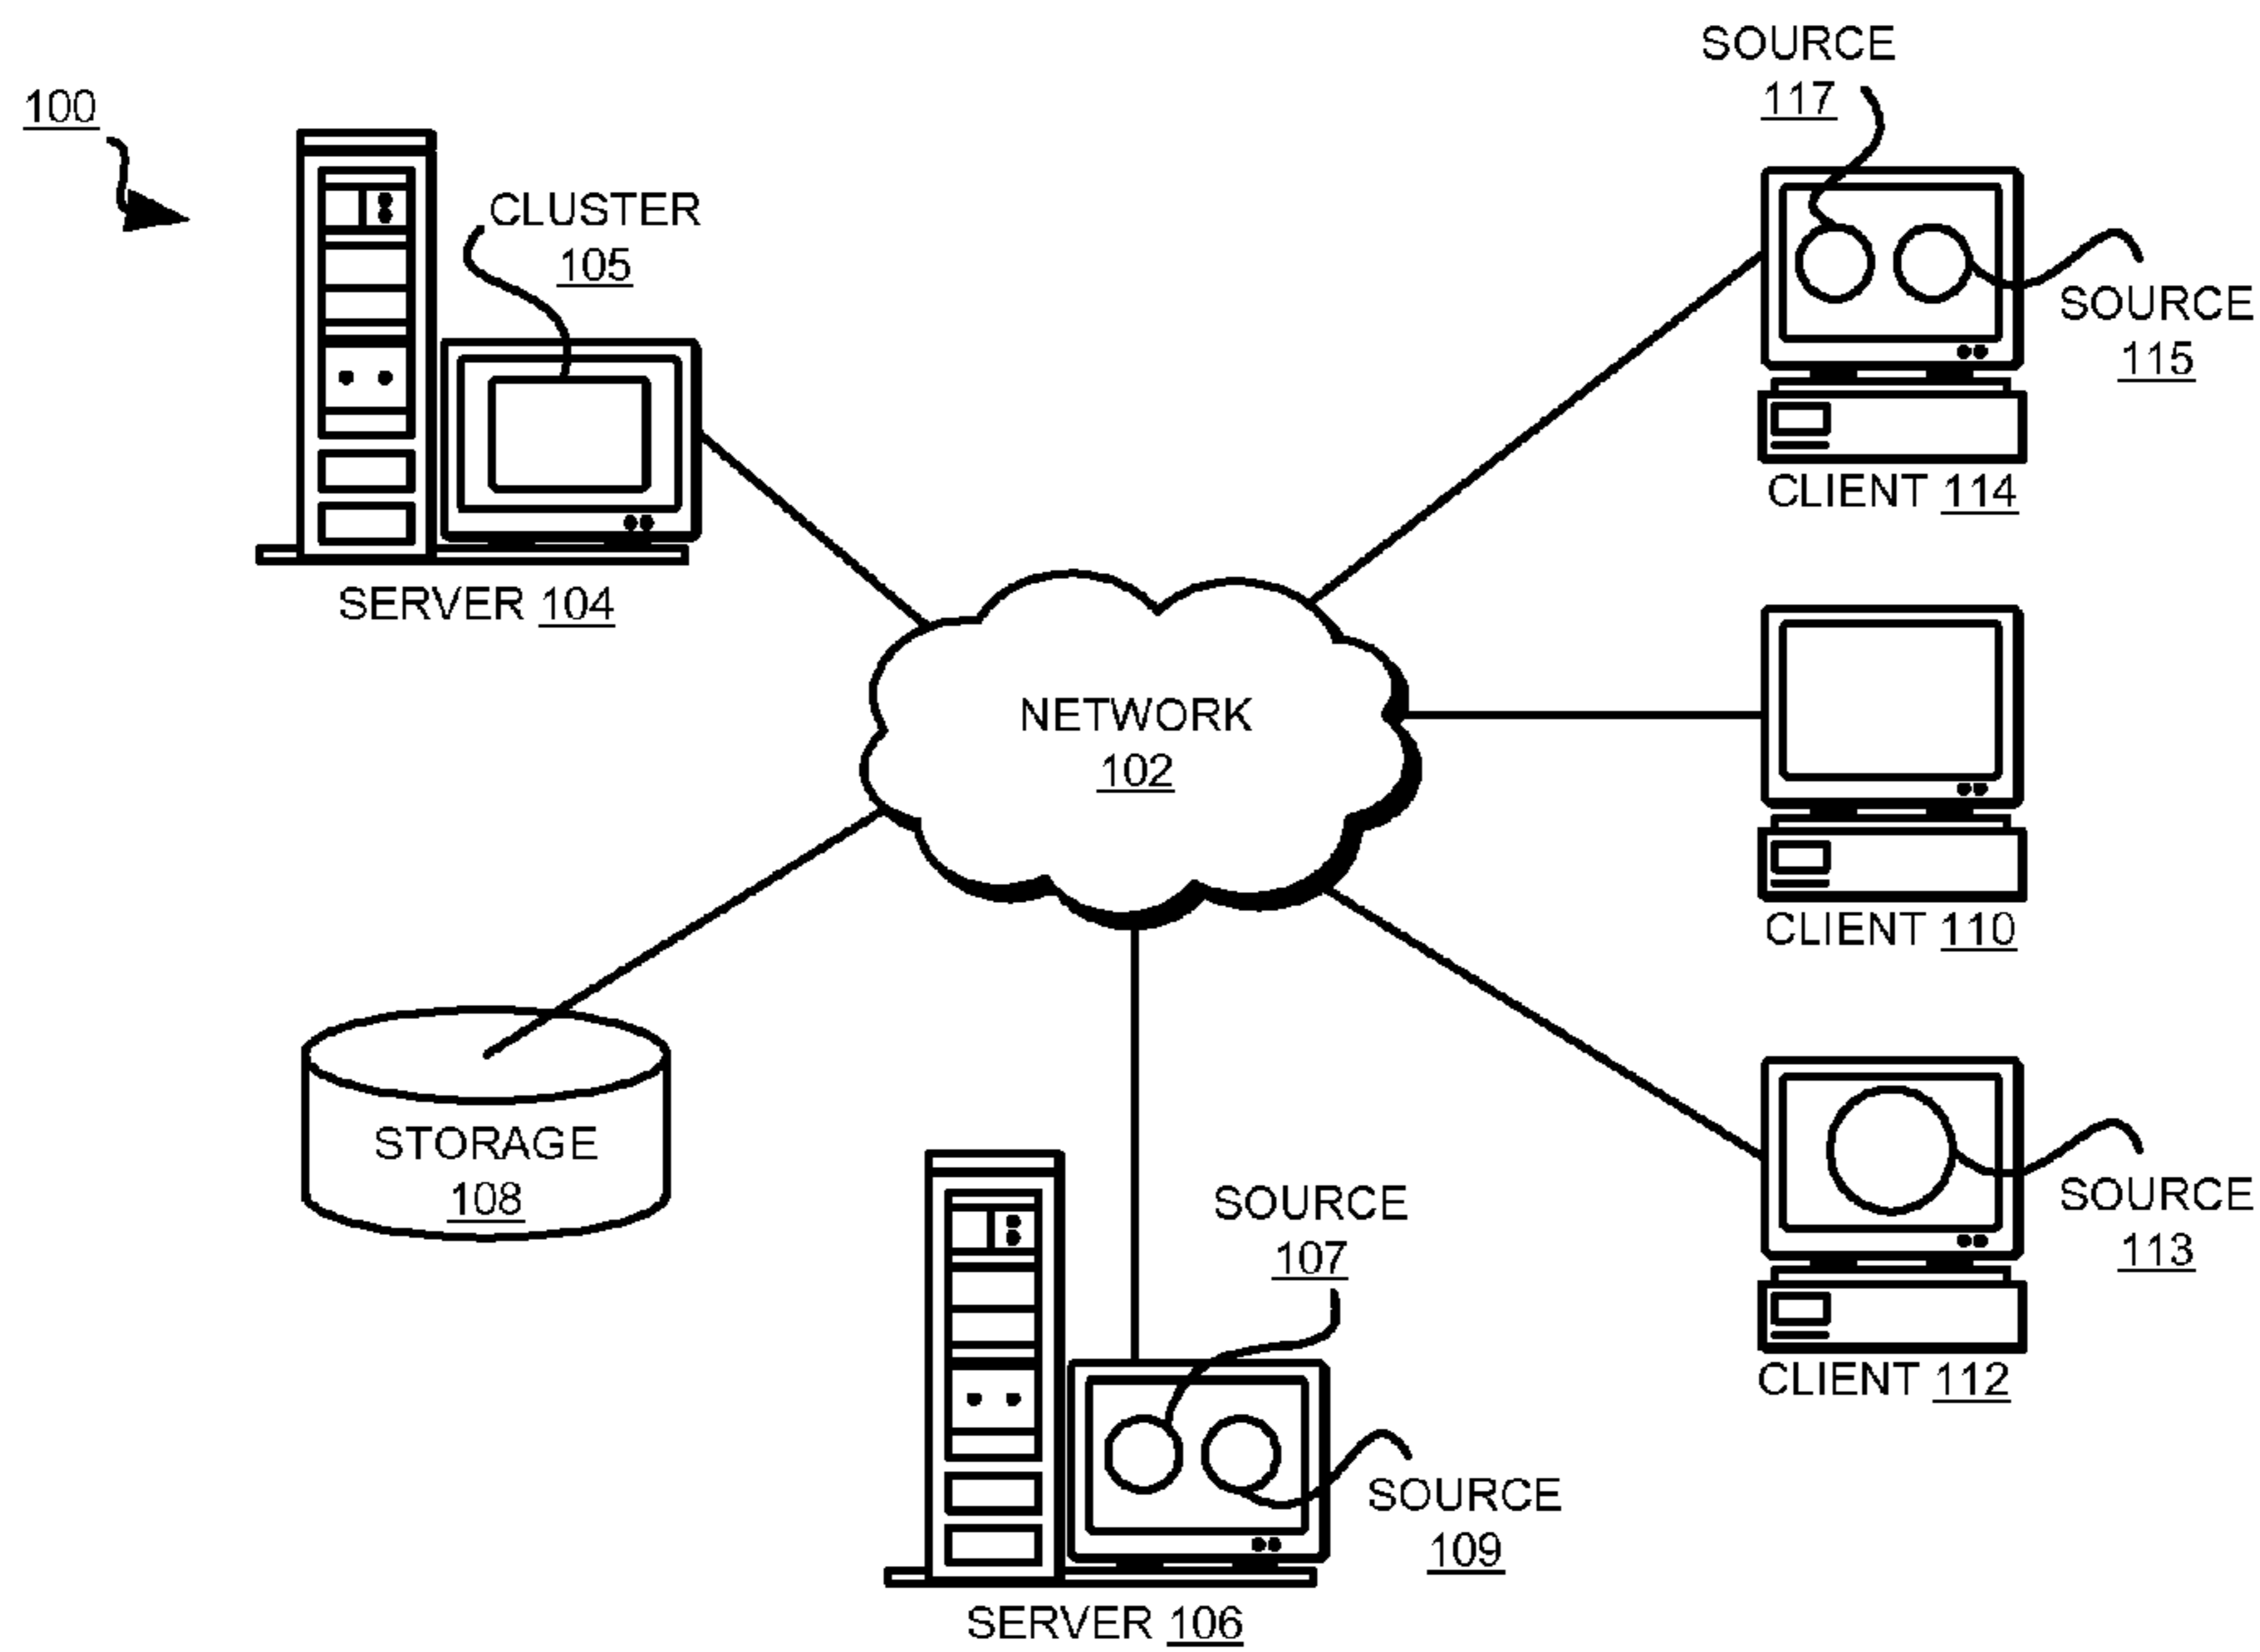 100
SOURCE
117
CLUSTER
105
SOURCE
115
CLIENT 114
SERVER 104
NETWORK
102
CLIENT 110
STORAGE
108
SOURCE
107
SOURCE
113
CLIENT 112
SOURCE
109
SERVER 106